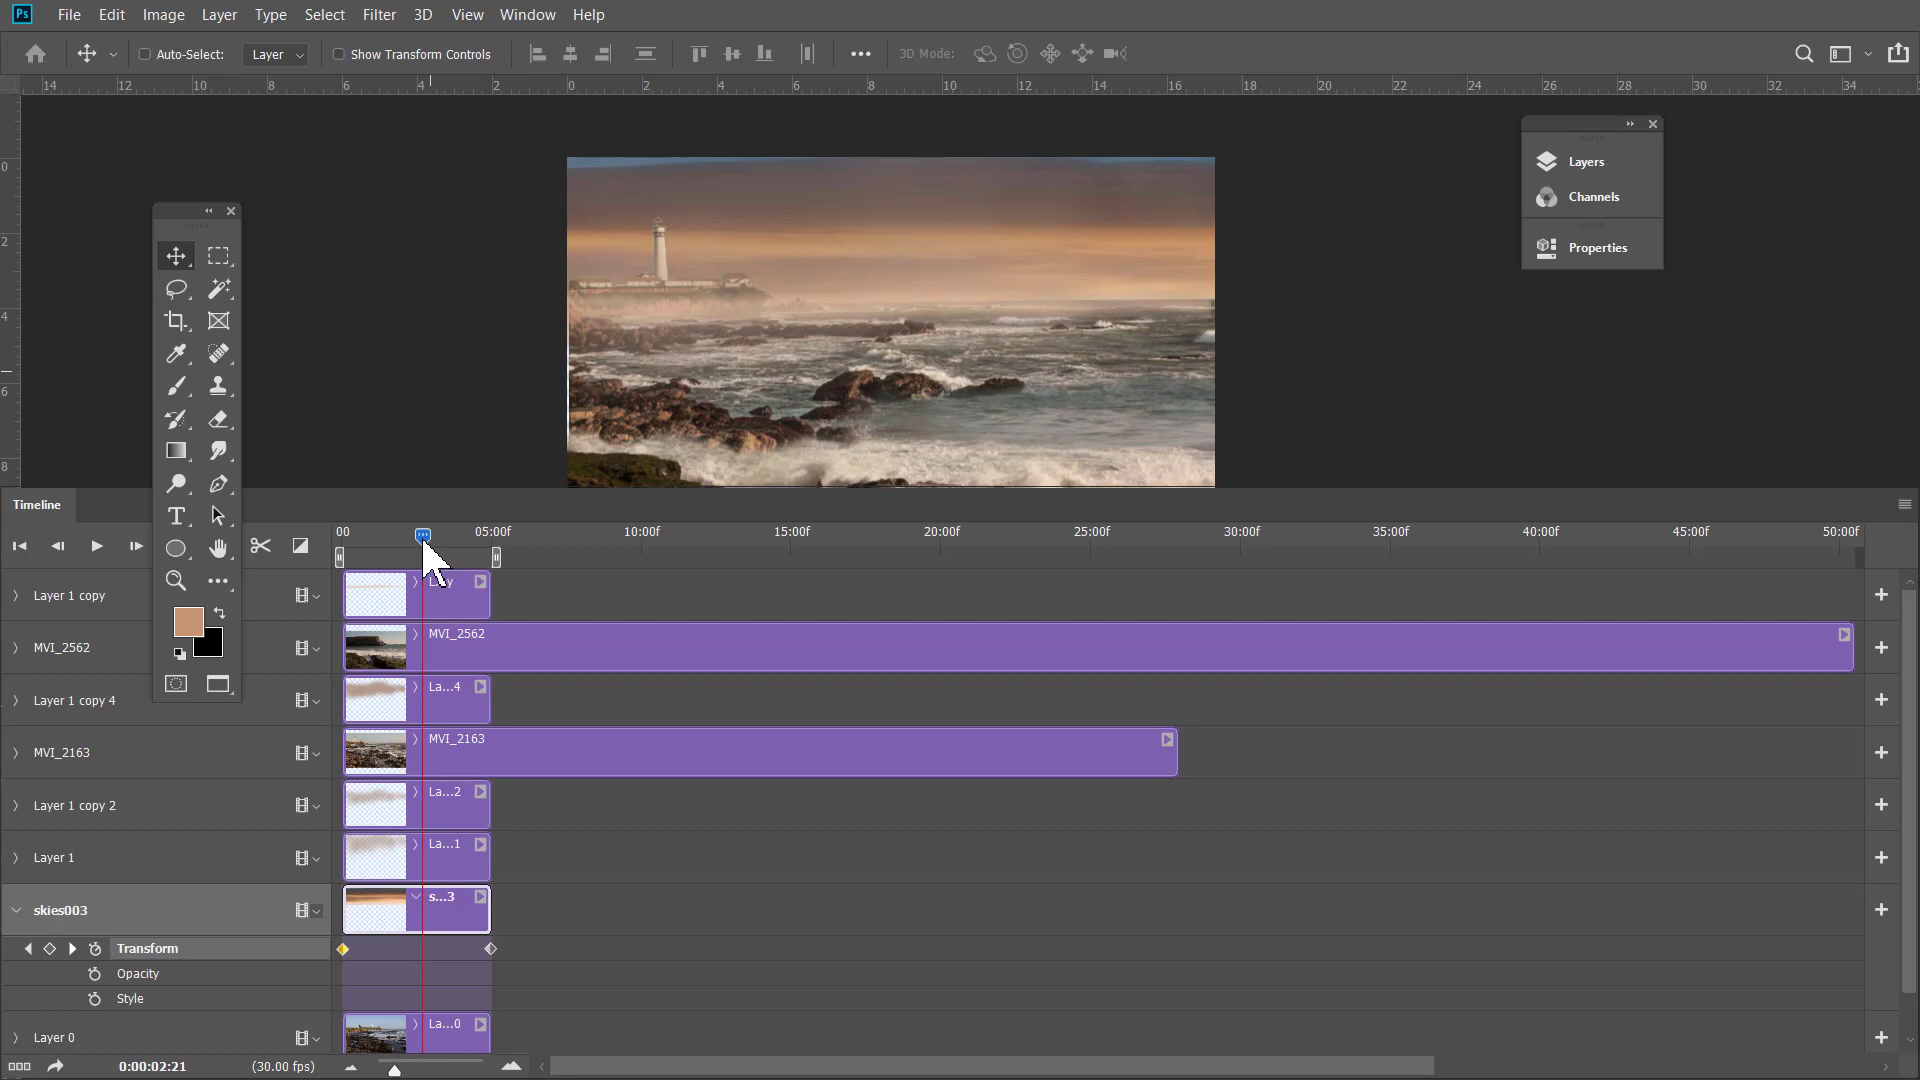 Ps File Edit Image Layer Type Select Filter 3D View Window Help
Auto-Select: Layer Show Transform Controls 3D Mode:
14 12 10 8 6 4 2 0 2 4 6 8 10 12 14 16 18 20 22 24 26 28 30 32 34
0
2
4
6
8
Layers
Channels
Properties
Timeline
00 05:00f 10:00f 15:00f 20:00f 25:00f 30:00f 35:00f 40:00f 45:00f 50:00f
Layer 1 copy
MVI_2562 MVI_2562
Layer 1 copy 4 La...4
MVI_2163 MVI_2163
Layer 1 copy 2 La...2
Layer 1 La...1
skies003 s...3
Transform
Opacity
Style
Layer 0 La...0
0:00:02:21 (30.00 fps)